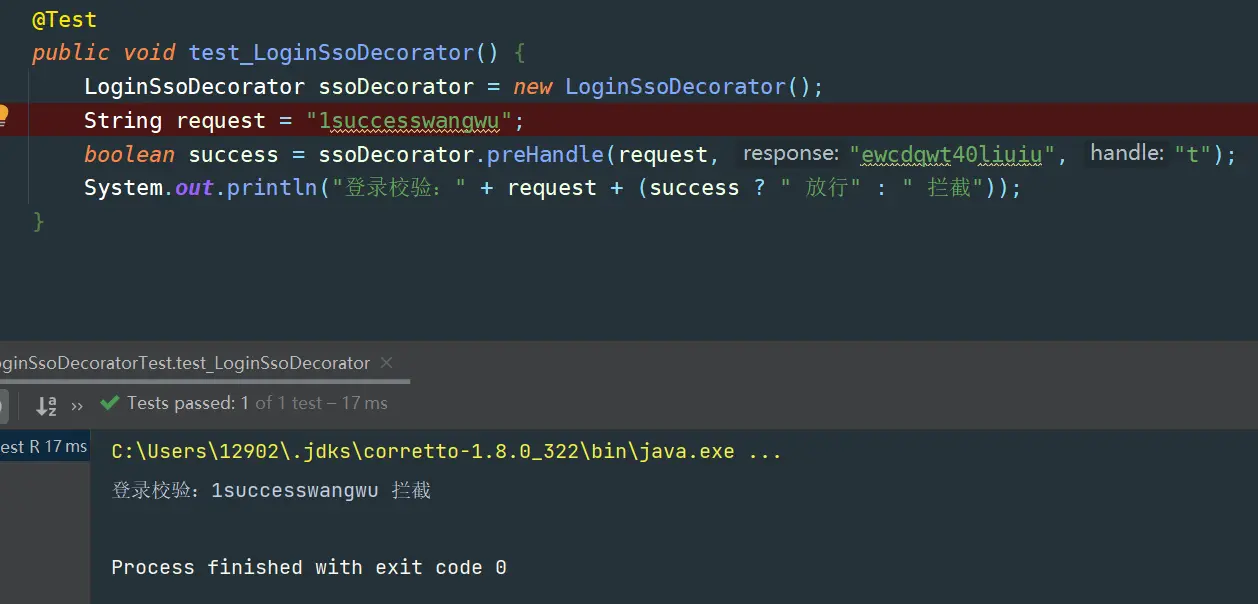 @Test
public void test_LoginSsoDecorator() {
LoginSsoDecorator ssoDecorator = new LoginSsoDecorator();
String request = "1successwangwu";
boolean success = ssoDecorator.preHandle(request, response: "ewcdqwt40liuiu", handle: "t");
System.out.println("登录校验：" + request + (success ? " 放行" : " 拦截"));
}
oginSsoDecoratorTest.test_LoginSsoDecorator
Tests passed: 1 of 1 test – 17 ms
est R 17 ms
C:\Users\12902\.jdks\corretto-1.8.0_322\bin\java.exe ...
登录校验：1successwangwu 拦截
Process finished with exit code 0